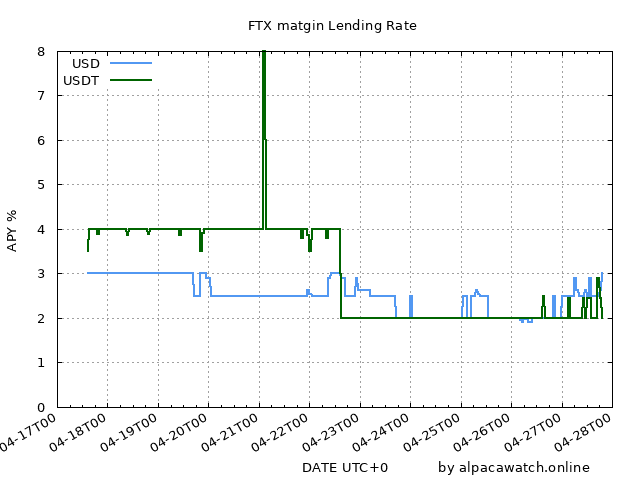 FTX matgin Lending Rate
USD
USDT
8
7
6
5
4
3
2
1
0
APY %
04-17T00
04-18T00
04-19T00
04-20T00
04-21T00
04-22T00
04-23T00
04-24T00
04-25T00
04-26T00
04-27T00
04-28T00
DATE UTC+0
by alpacawatch.online